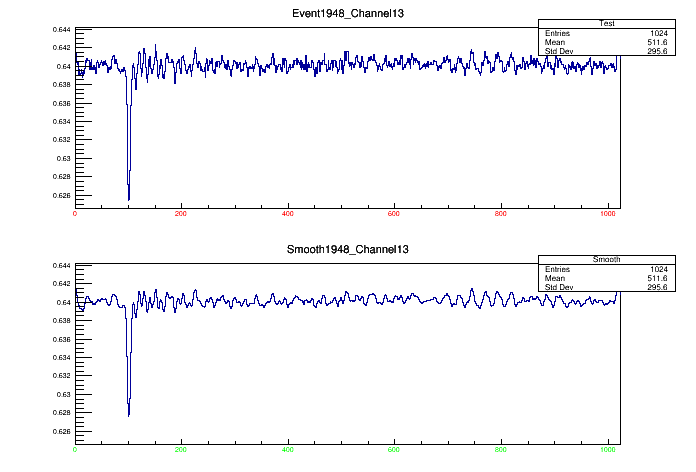 Event1948_Channel13
Test
Entries 1024
Mean 511.6
Std Dev 295.6
0.644
0.642
0.64
0.638
0.636
0.634
0.632
0.63
0.628
0.626
0 200 400 600 800 1000
Smooth1948_Channel13
Smooth
Entries 1024
Mean 511.6
Std Dev 295.6
0.644
0.642
0.64
0.638
0.636
0.634
0.632
0.63
0.628
0.626
0 200 400 600 800 1000